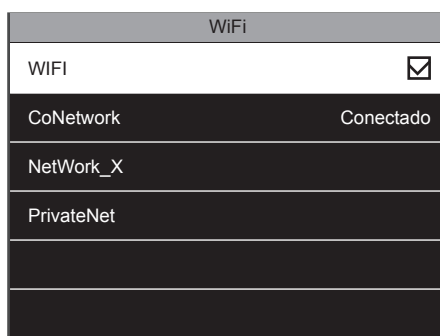 WiFi
WIFI
CoNetwork Conectado
NetWork_X
PrivateNet